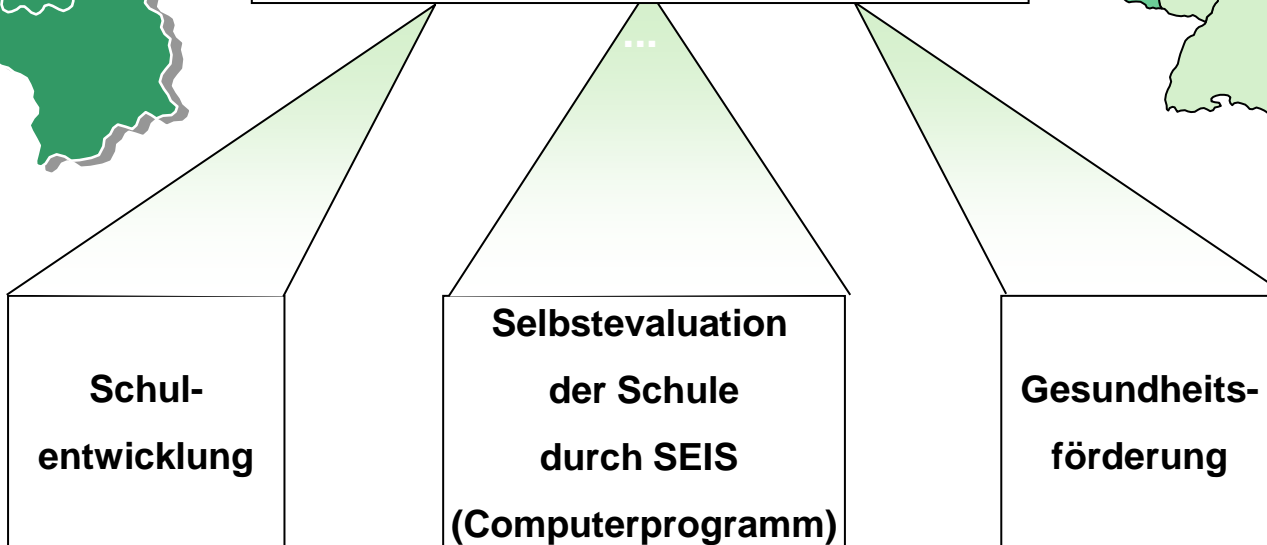 ...
Schul-
entwicklung
Selbstevaluation
der Schule
durch SEIS
(Computerprogramm)
Gesundheits-
förderung